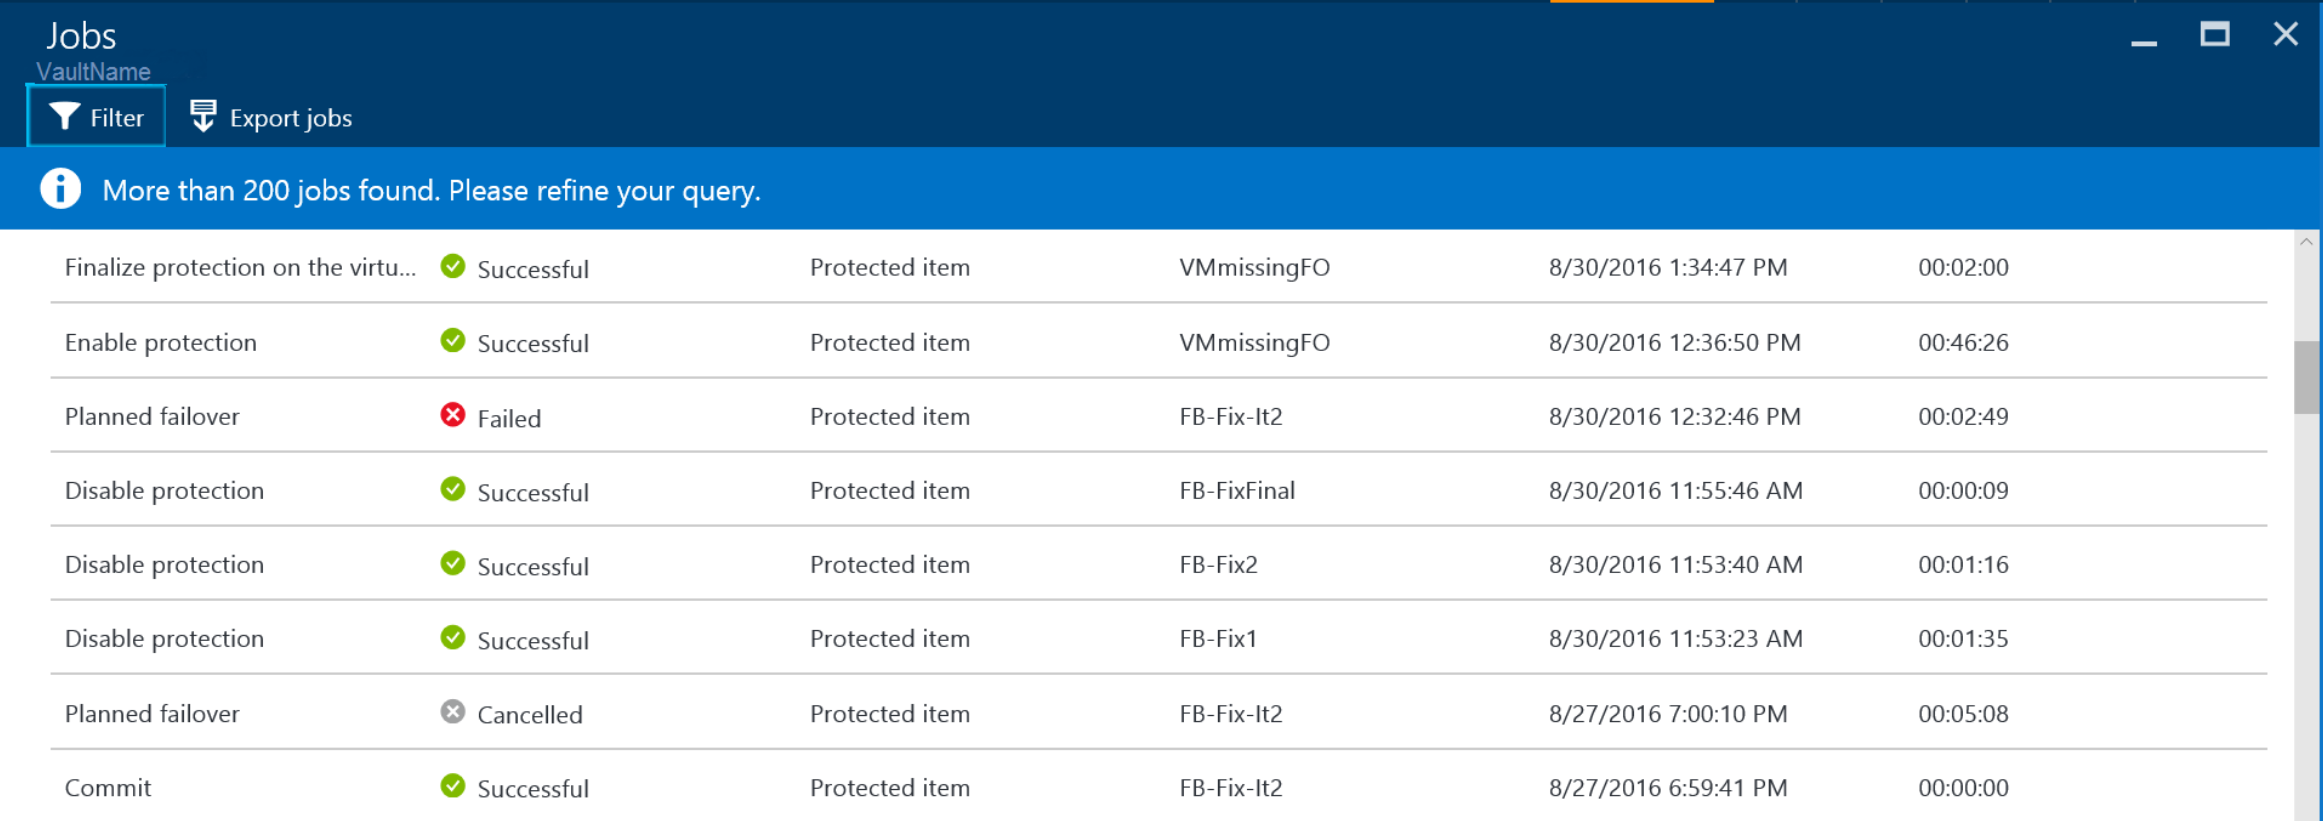 Jobs
VaultName
Filter Export jobs
More than 200 jobs found. Please refine your query.
Finalize protection on the virtu... Successful Protected item VMmissingFO 8/30/2016 1:34:47 PM 00:02:00
Enable protection Successful Protected item VMmissingFO 8/30/2016 12:36:50 PM 00:46:26
Planned failover Failed Protected item FB-Fix-It2 8/30/2016 12:32:46 PM 00:02:49
Disable protection Successful Protected item FB-FixFinal 8/30/2016 11:55:46 AM 00:00:09
Disable protection Successful Protected item FB-Fix2 8/30/2016 11:53:40 AM 00:01:16
Disable protection Successful Protected item FB-Fix1 8/30/2016 11:53:23 AM 00:01:35
Planned failover Cancelled Protected item FB-Fix-It2 8/27/2016 7:00:10 PM 00:05:08
Commit Successful Protected item FB-Fix-It2 8/27/2016 6:59:41 PM 00:00:00